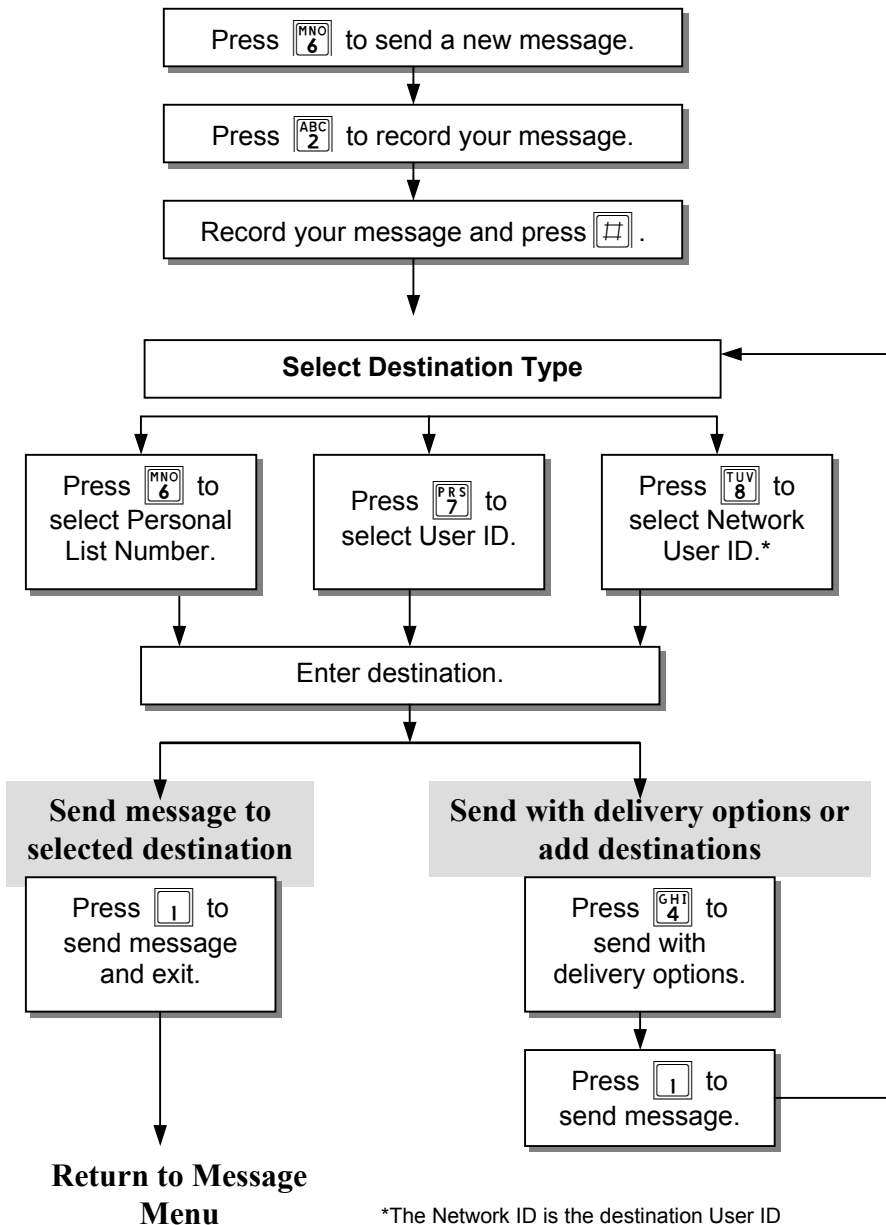 Press MNO 6 to send a new message.
Press ABC 2 to record your message.
Record your message and press # .
Select Destination Type
Press MNO 6 to
select Personal
List Number.
Press PRS 7 to
select User ID.
Press TUV 8 to
select Network
User ID.*
Enter destination.
Send message to
selected destination
Press 1 to
send message
and exit.
Return to Message
Menu
Send with delivery options or
add destinations
Press GHI 4 to
send with
delivery options.
Press 1 to
send message.
*The Network ID is the destination User ID